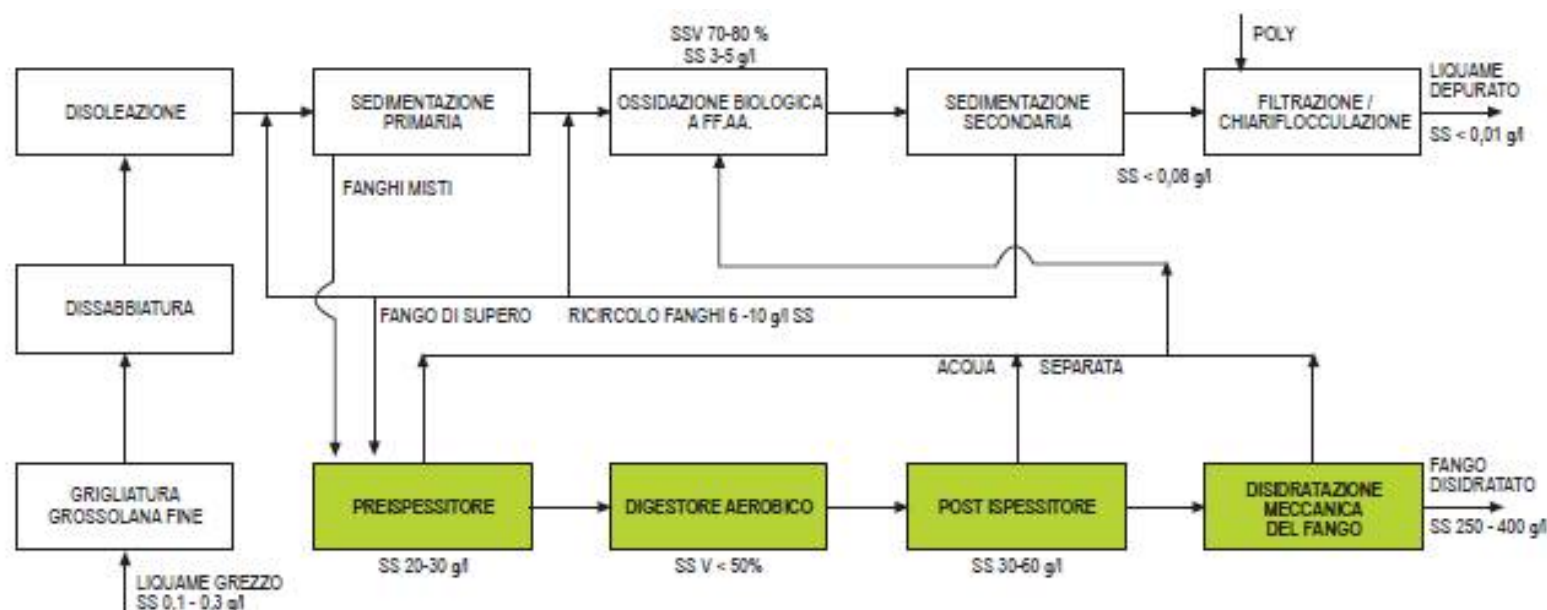 SSV 70-80 %
SS 3-5 g/l
POLY
DISOLEAZIONE
SEDIMENTAZIONE
PRIMARIA
OSSIDAZIONE BIOLOGICA
A FF.AA.
SEDIMENTAZIONE
SECONDARIA
FILTRAZIONE /
CHIARIFLOCCULAZIONE
LIQUAME
DEPURATO
SS < 0,01 g/l
FANGHI MISTI
SS < 0,08 g/l
DISSABBIATURA
FANGO DI SUPERO
RICIRCOLO FANGHI 6 -10 g/l SS
ACQUA SEPARATA
GRIGLIATURA
GROSSOLANA FINE
PREISPESSITORE
DIGESTORE AEROBICO
POST ISPESSITORE
DISIDRATAZIONE
MECCANICA
DEL FANGO
FANGO
DISIDRATATO
SS 250 - 400 g/l
SS 20-30 g/l
SS V < 50%
SS 30-60 g/l
LIQUAME GREZZO
SS 0,1 - 0,3 g/l